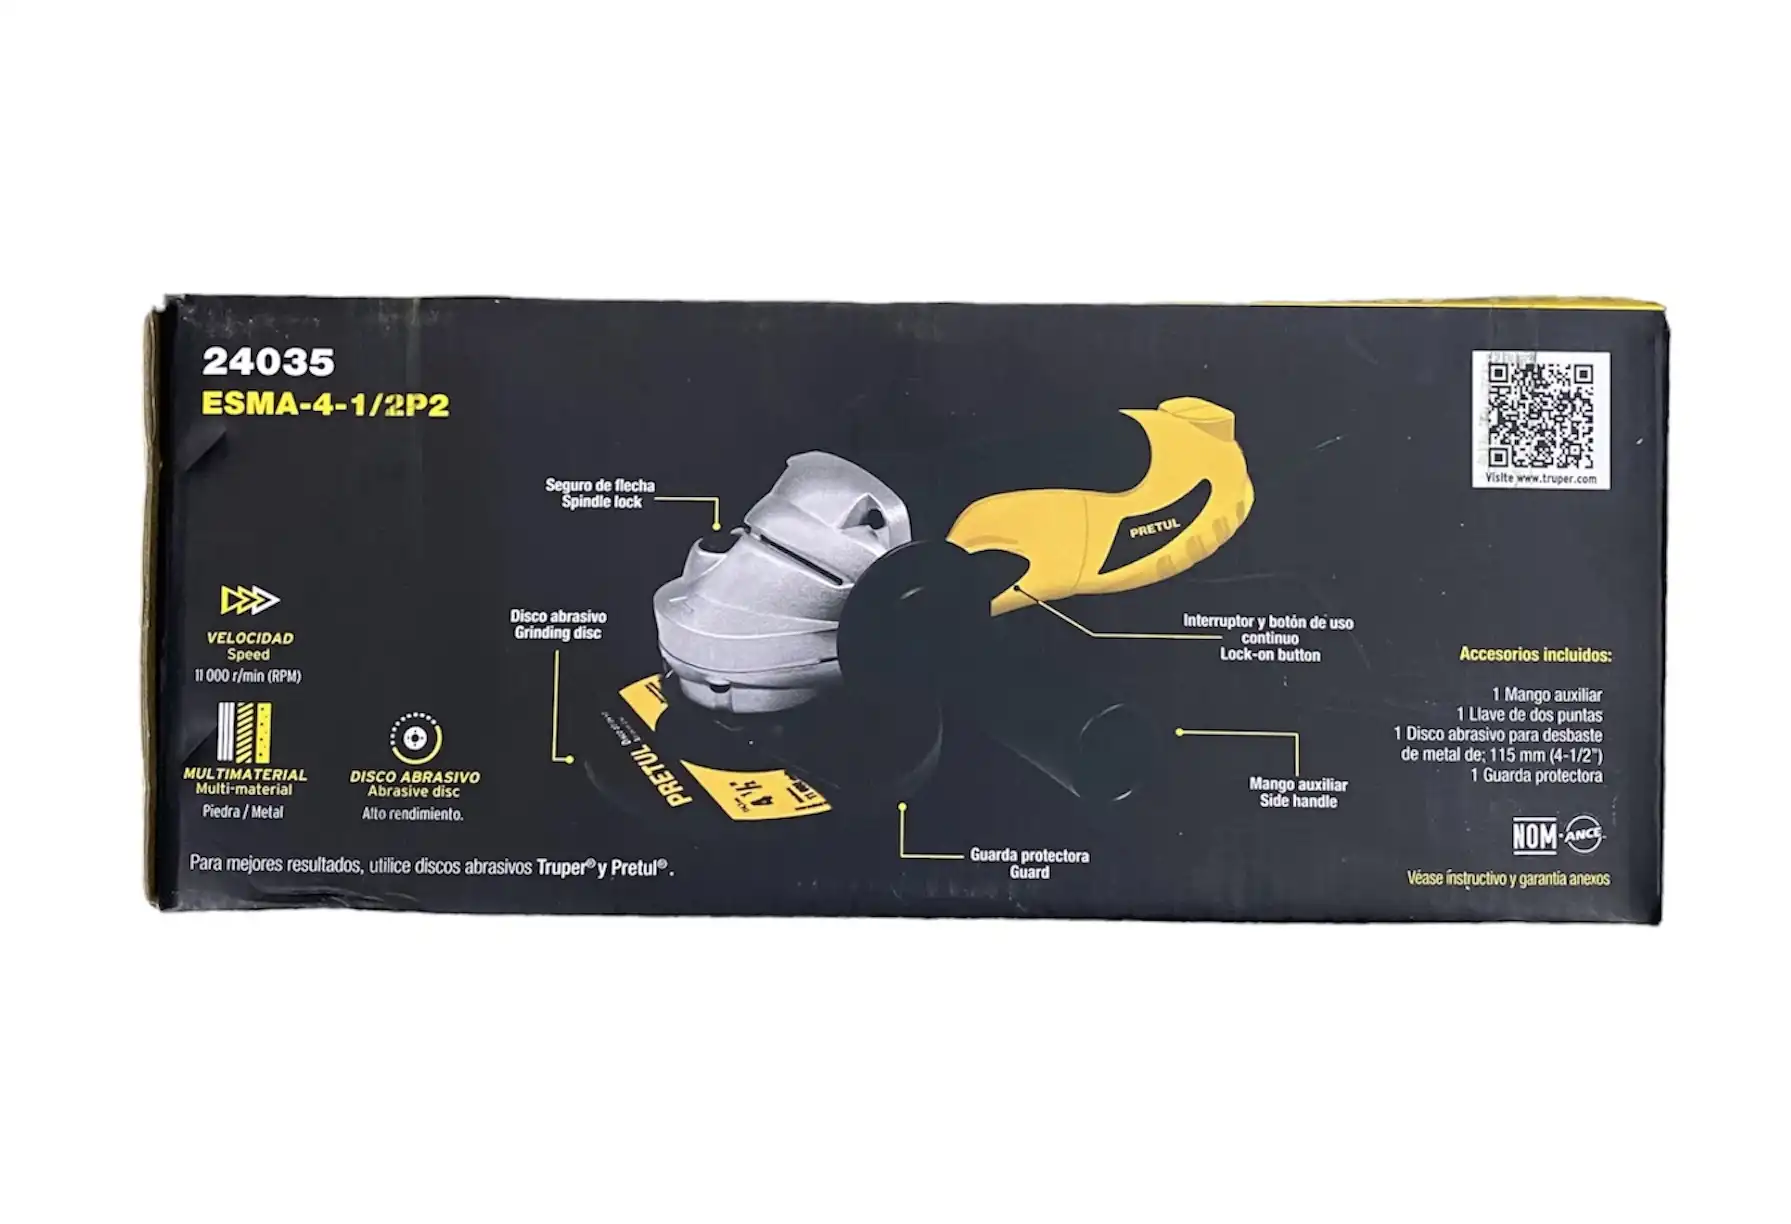 24035
ESMA-4-1/2P2
Visite www.truper.com
Seguro de flecha
Spindle lock
PRETUL
Disco abrasivo
Grinding disc
Interruptor y botón de uso
continuo
Lock-on button
VELOCIDAD
Speed
11 000 r/min (RPM)
MULTIMATERIAL
Multi-material
Piedra / Metal
DISCO ABRASIVO
Abrasive disc
Alto rendimiento.
PRETUL
4 ½"
Mango auxiliar
Side handle
Guarda protectora
Guard
Accesorios incluidos:
1 Mango auxiliar
1 Llave de dos puntas
1 Disco abrasivo para desbaste
de metal de; 115 mm (4-1/2")
1 Guarda protectora
NOM-ANCE
Para mejores resultados, utilice discos abrasivos Truper® y Pretul®.
Véase instructivo y garantía anexos